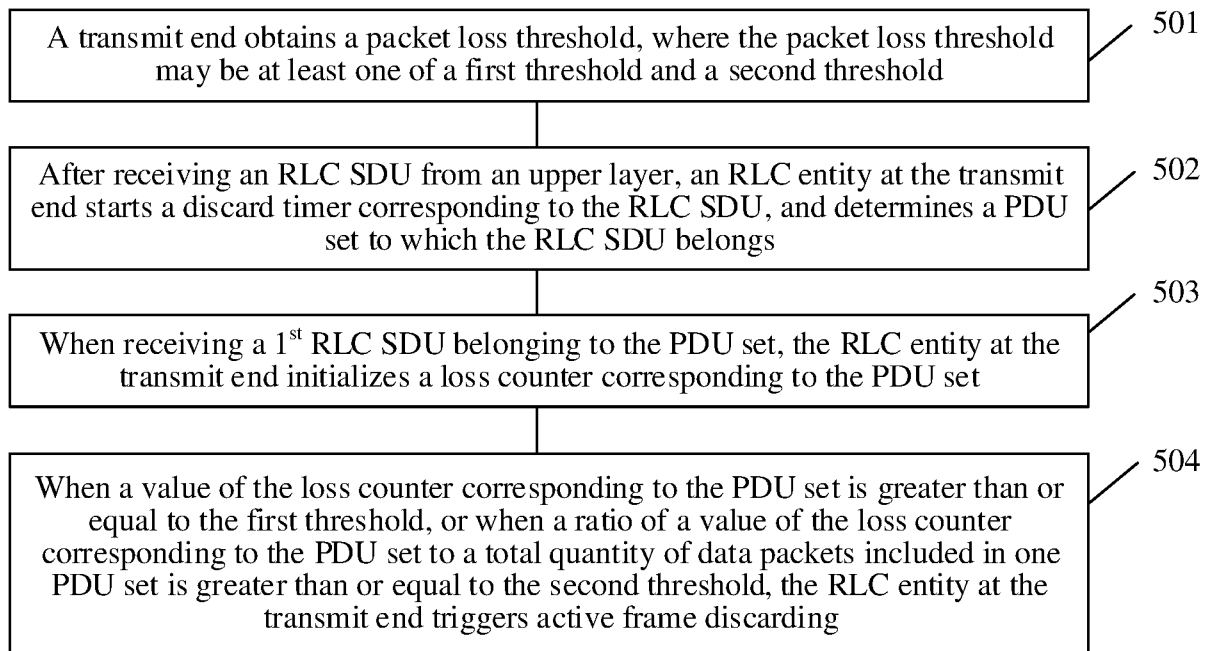 A transmit end obtains a packet loss threshold, where the packet loss threshold
may be at least one of a first threshold and a second threshold
501
After receiving an RLC SDU from an upper layer, an RLC entity at the transmit
end starts a discard timer corresponding to the RLC SDU, and determines a PDU
set to which the RLC SDU belongs
502
When receiving a 1st RLC SDU belonging to the PDU set, the RLC entity at the
transmit end initializes a loss counter corresponding to the PDU set
503
When a value of the loss counter corresponding to the PDU set is greater than or
equal to the first threshold, or when a ratio of a value of the loss counter
corresponding to the PDU set to a total quantity of data packets included in one
PDU set is greater than or equal to the second threshold, the RLC entity at the
transmit end triggers active frame discarding
504